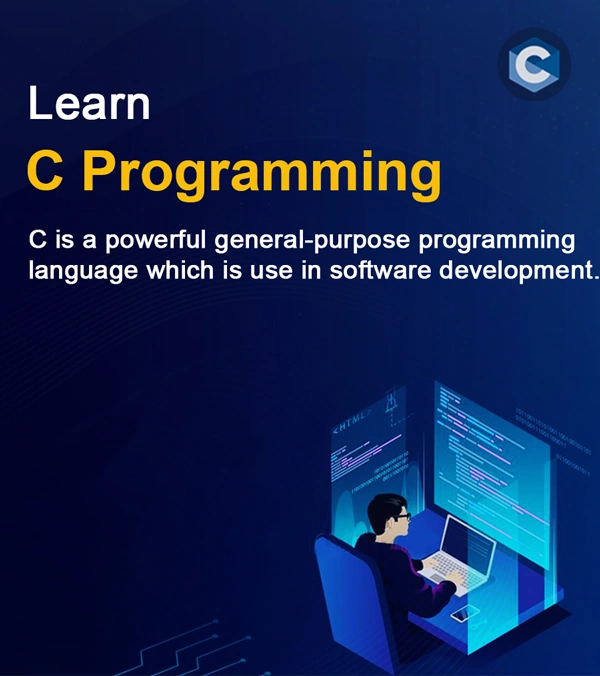 C
Learn
C Programming
C is a powerful general-purpose programming
language which is use in software development.
<HTML>